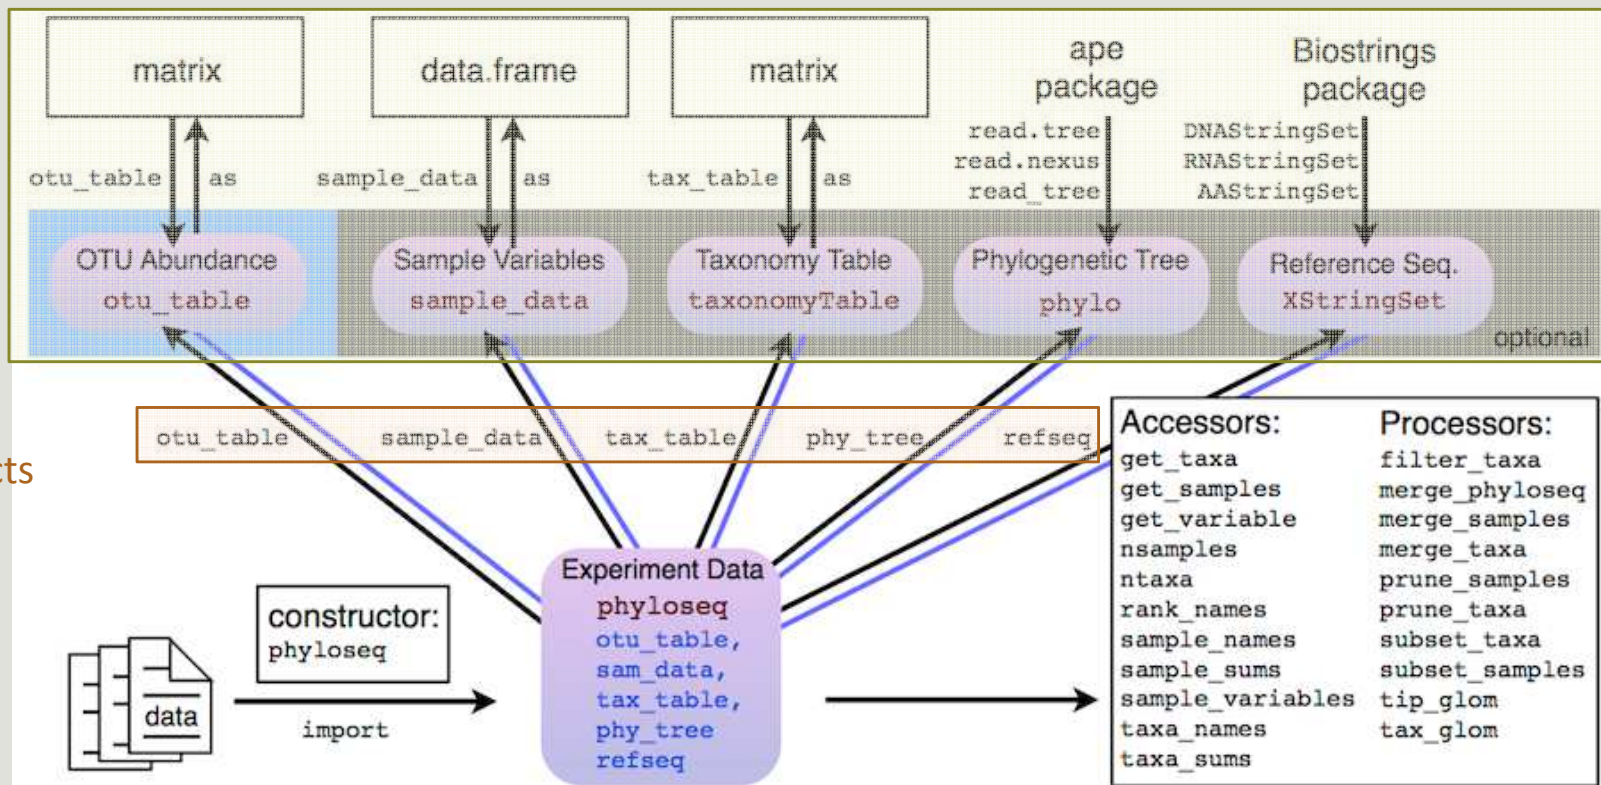 matrix
data.frame
matrix
ape
package
Biostrings
package
read.tree
read.nexus
read_tree
DNAStringSet
RNAStringSet
AAStringSet
otu_table
as
sample_data
as
tax_table
as
OTU Abundance
otu_table
Sample Variables
sample_data
Taxonomy Table
taxonomyTable
Phylogenetic Tree
phylo
Reference Seq.
XStringSet
optional
otu_table
sample_data
tax_table
phy_tree
refseq
cts
data
constructor:
phyloseq
import
Experiment Data
phyloseq
otu_table,
sam_data,
tax_table,
phy_tree
refseq
Accessors:
get_taxa
get_samples
get_variable
nsamples
ntaxa
rank_names
sample_names
sample_sums
sample_variables
taxa_names
taxa_sums
Processors:
filter_taxa
merge_phyloseq
merge_samples
merge_taxa
prune_samples
prune_taxa
subset_taxa
subset_samples
tip_glom
tax_glom